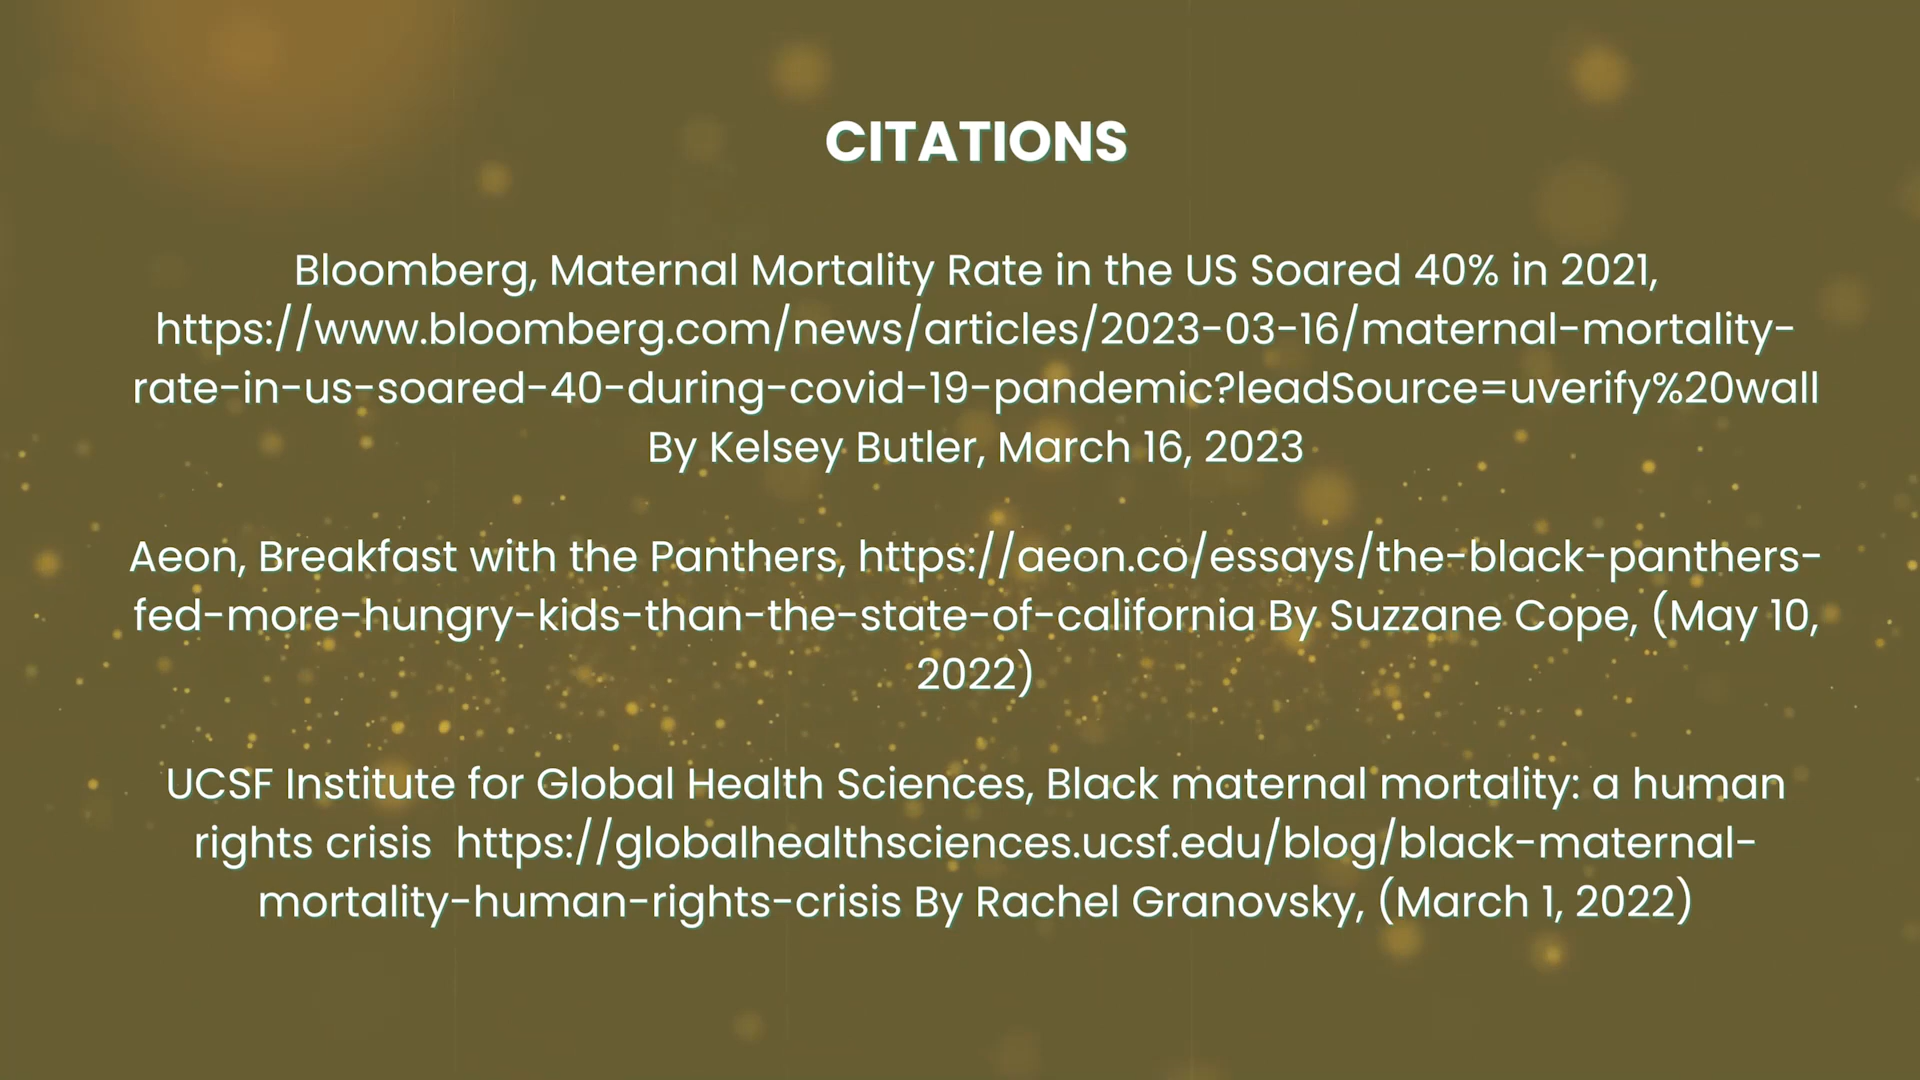 CITATIONS
Bloomberg, Maternal Mortality Rate in the US Soared 40% in 2021,
https://www.bloomberg.com/news/articles/2023-03-16/maternal-mortality-
rate-in-us-soared-40-during-covid-19-pandemic?leadSource=uverify%20wall
By Kelsey Butler, March 16, 2023
Aeon, Breakfast with the Panthers, https://aeon.co/essays/the-black-panthers-
fed-more-hungry-kids-than-the-state-of-california By Suzzane Cope, (May 10,
2022)
UCSF Institute for Global Health Sciences, Black maternal mortality: a human
rights crisis  https://globalhealthsciences.ucsf.edu/blog/black-maternal-
mortality-human-rights-crisis By Rachel Granovsky, (March 1, 2022)